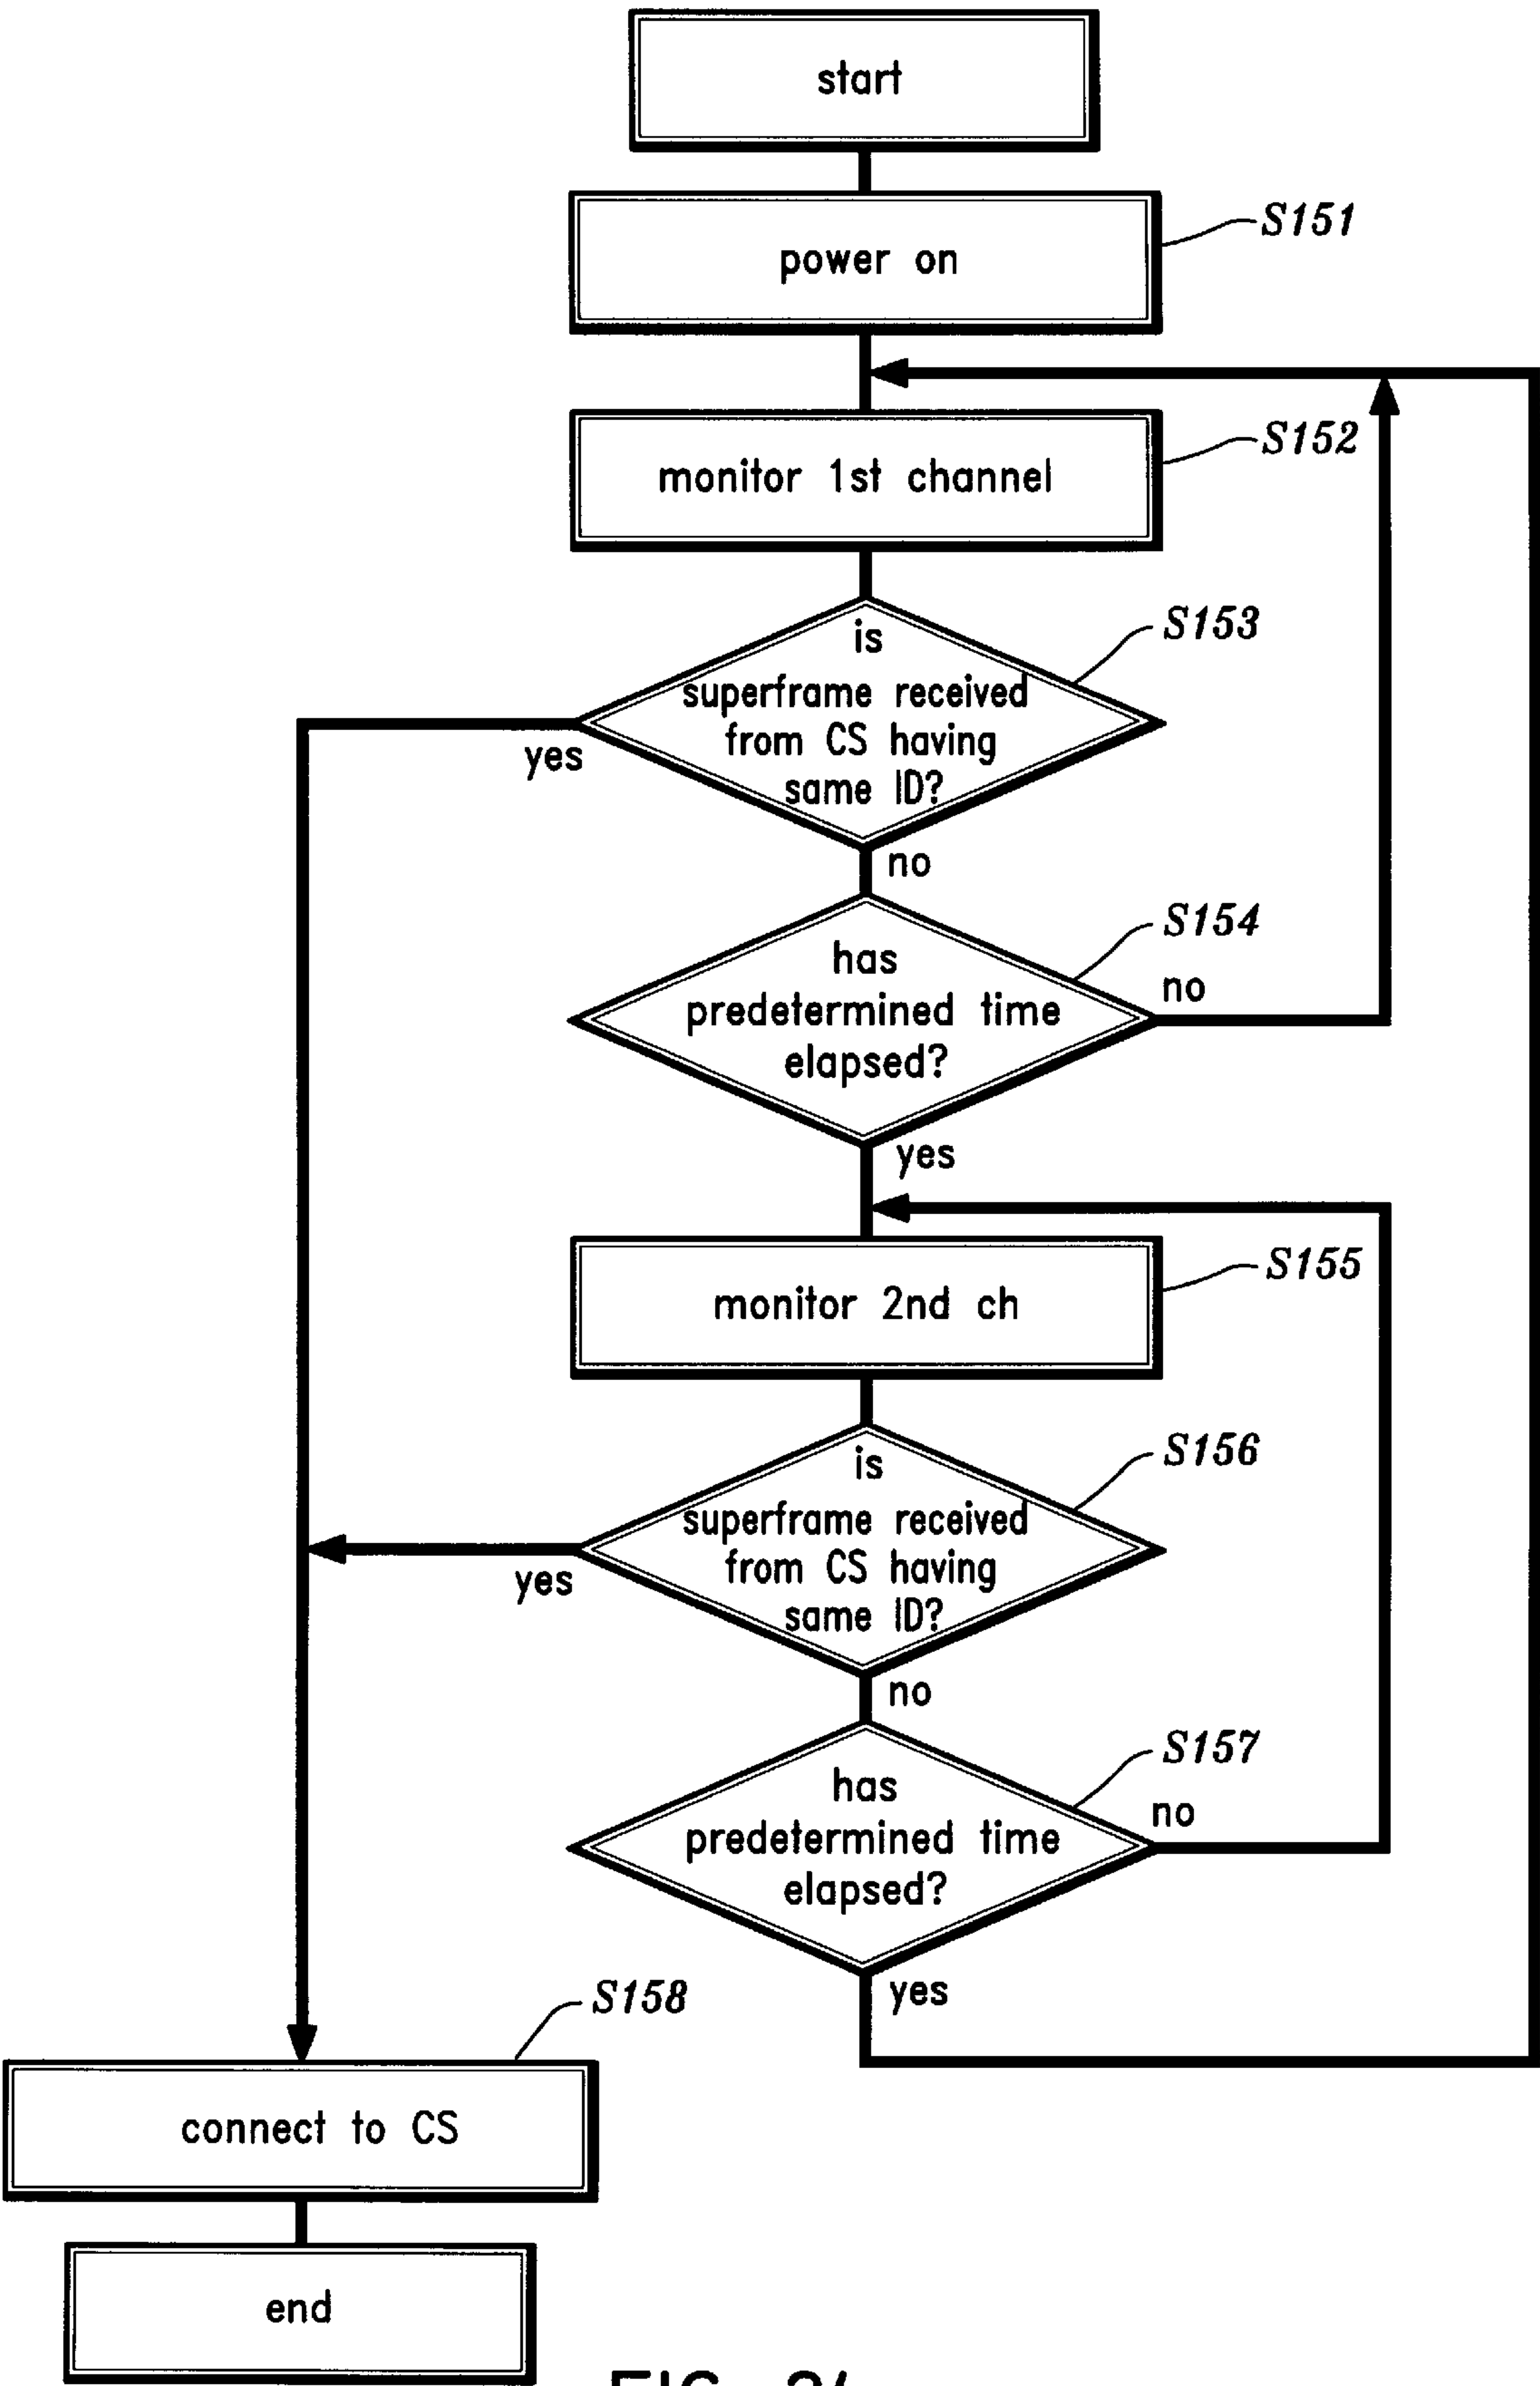 start
power on
S151
monitor 1st channel
S152
is
superframe received
from CS having
same ID?
S153
yes
no
has
predetermined time
elapsed?
S154
no
yes
monitor 2nd ch
S155
is
superframe received
from CS having
same ID?
S156
yes
no
has
predetermined time
elapsed?
S157
no
yes
S158
connect to CS
end
FIG.